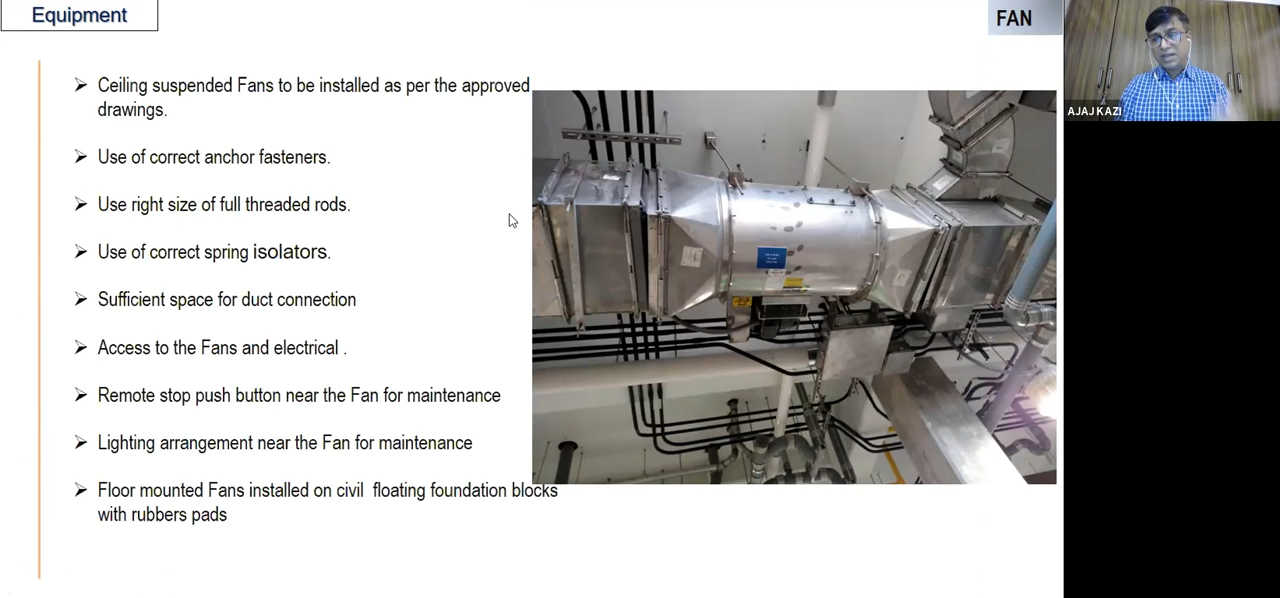 Equipment
FAN
➢ Ceiling suspended Fans to be installed as per the approved
drawings.
➢ Use of correct anchor fasteners.
➢ Use right size of full threaded rods.
➢ Use of correct spring isolators.
➢ Sufficient space for duct connection
➢ Access to the Fans and electrical .
➢ Remote stop push button near the Fan for maintenance
➢ Lighting arrangement near the Fan for maintenance
➢ Floor mounted Fans installed on civil floating foundation blocks
with rubbers pads
AJAJ KAZI